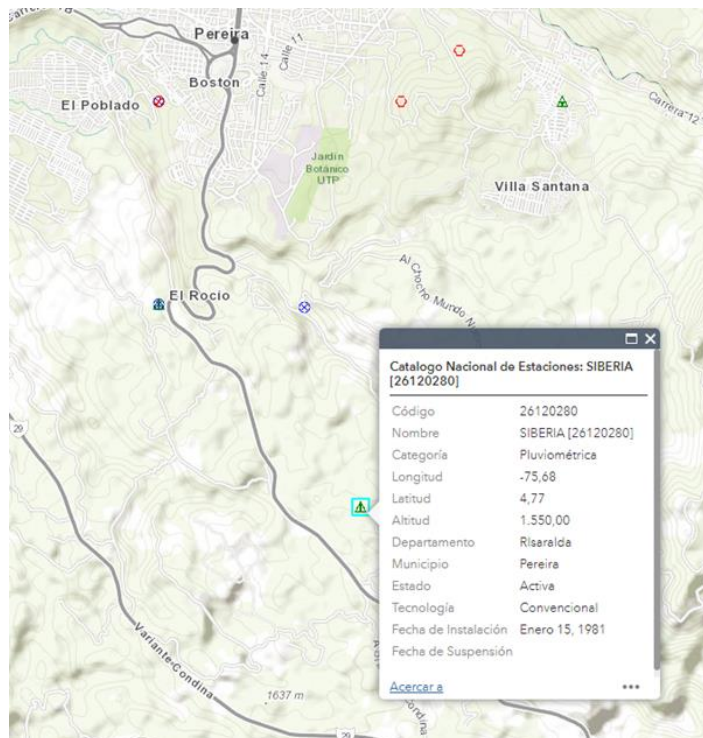 Pereira
Calle 14
Calle 11
Boston
El Poblado
Carrera 12
Jardín
Botánico
UTP
Villa Santana
Al Chocho Mundo N
El Rocío
29
Catalogo Nacional de Estaciones: SIBERIA
[26120280]
Código 26120280
Nombre SIBERIA [26120280]
Categoría Pluviométrica
Longitud -75,68
Latitud 4,77
Altitud 1.550,00
Departamento Risaralda
Municipio Pereira
Estado Activa
Tecnología Convencional
Fecha de Instalación Enero 15, 1981
Fecha de Suspensión
Acercar a
Variante-Condina
1637 m
ondina
29